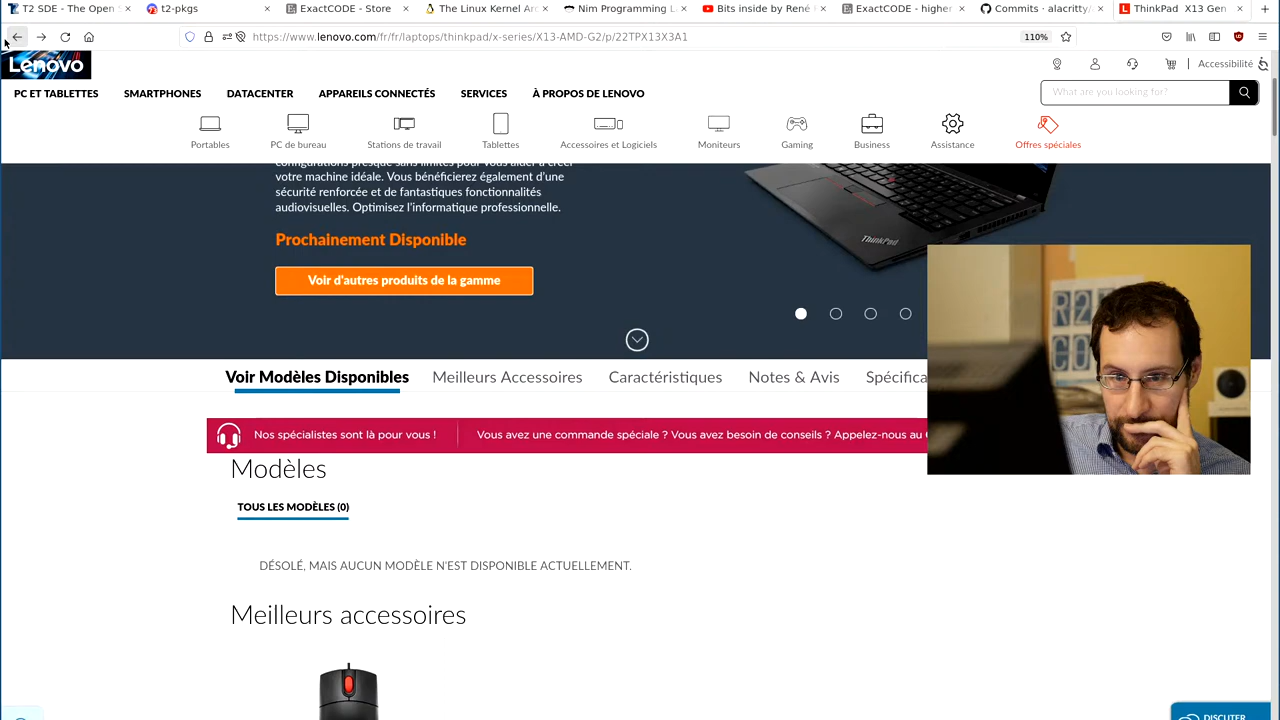 T2 SDE - The Open
t2-pkgs
ExactCODE - Store
The Linux Kernel Ar
Nim Programming L
Bits inside by René
ExactCODE - higher
Commits · alacritty/
ThinkPad X13 Gen
https://www.lenovo.com/fr/fr/laptops/thinkpad/x-series/X13-AMD-G2/p/22TPX13X3A1
110%
Lenovo
Accessibilité
PC ET TABLETTES SMARTPHONES DATACENTER APPAREILS CONNECTÉS SERVICES À PROPOS DE LENOVO
What are you looking for?
Portables PC de bureau Stations de travail Tablettes Accessoires et Logiciels Moniteurs Gaming Business Assistance Offres spéciales
configurations presque sans limites pour vous aider à créer
votre machine idéale. Vous bénéficierez également d'une
sécurité renforcée et de fantastiques fonctionnalités
audiovisuelles. Optimisez l'informatique professionnelle.
ThinkPad
Prochainement Disponible
Voir d'autres produits de la gamme
Voir Modèles Disponibles Meilleurs Accessoires Caractéristiques Notes & Avis Spécifica
Nos spécialistes sont là pour vous ! Vous avez une commande spéciale ? Vous avez besoin de conseils ? Appelez-nous au
Modèles
TOUS LES MODÈLES (0)
DÉSOLÉ, MAIS AUCUN MODÈLE N'EST DISPONIBLE ACTUELLEMENT.
Meilleurs accessoires
DISCUTER